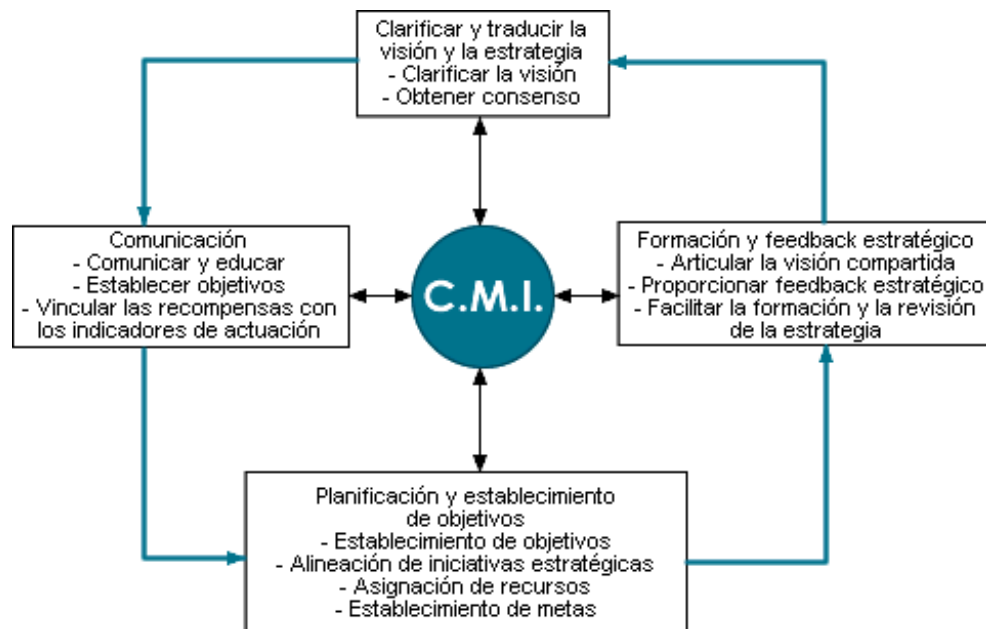 Clarificar y traducir la
visión y la estrategia
- Clarificar la visión
- Obtener consenso
Comunicación
- Comunicar y educar
- Establecer objetivos
- Vincular las recompensas con
los indicadores de actuación
C.M.I.
Formación y feedback estratégico
- Articular la visión compartida
- Proporcionar feedback estratégico
- Facilitar la formación y la revisión
de la estrategia
Planificación y establecimiento
de objetivos
- Establecimiento de objetivos
- Alineación de iniciativas estratégicas
- Asignación de recursos
- Establecimiento de metas